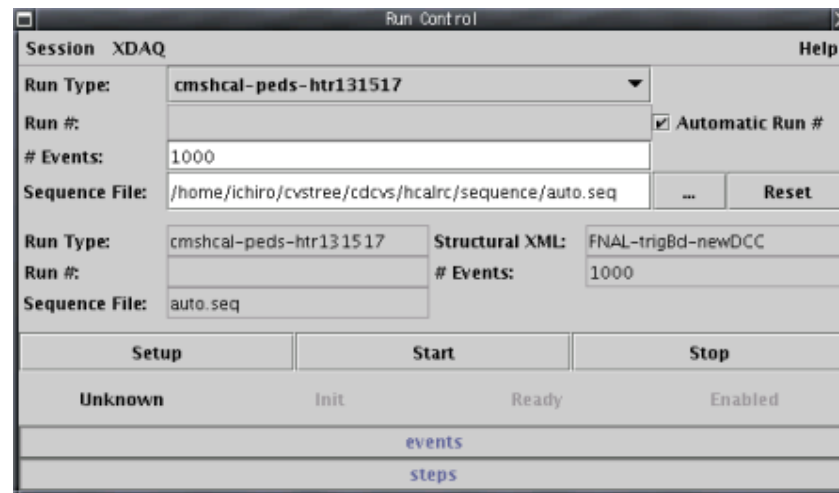 Run Control
Session XDAQ Help
Run Type: cmshcal-peds-htr131517
Run #: Automatic Run #
# Events: 1000
Sequence File: /home/ichiro/cvstree/cdcvs/hcalrc/sequence/auto.seq ... Reset
Run Type: cmshcal-peds-htr131517 Structural XML: FNAL-trigBd-newDCC
Run #: # Events: 1000
Sequence File: auto.seq
Setup Start Stop
Unknown Init Ready Enabled
events
steps